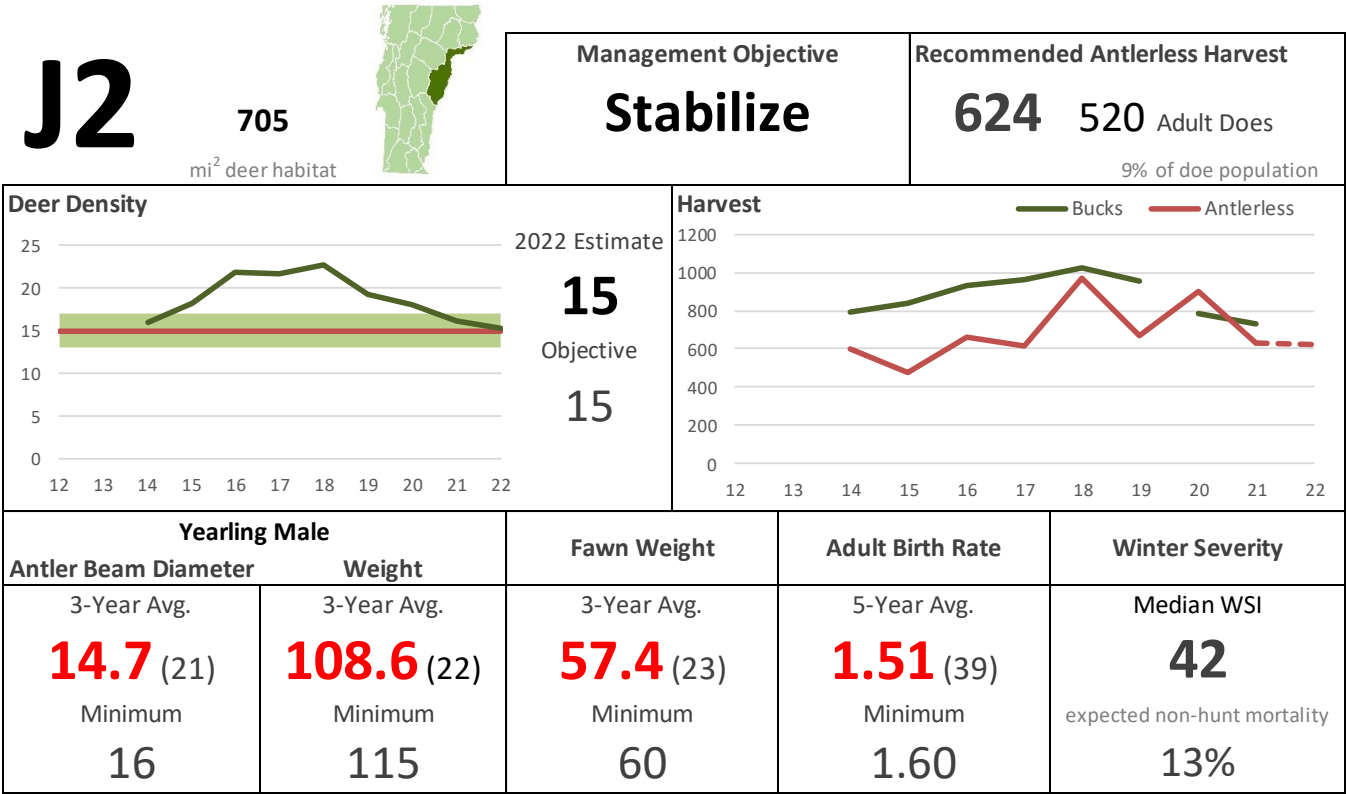 J2
705
mi² deer habitat
Management Objective
Stabilize
Recommended Antlerless Harvest
624 520 Adult Does
9% of doe population
Deer Density
25
20
15
10
5
0
12 13 14 15 16 17 18 19 20 21 22
2022 Estimate
15
Objective
15
Harvest
Bucks Antlerless
1200
1000
800
600
400
200
0
12 13 14 15 16 17 18 19 20 21 22
Yearling Male
Antler Beam Diameter Weight
Fawn Weight
Adult Birth Rate
Winter Severity
3-Year Avg. 3-Year Avg. 3-Year Avg. 5-Year Avg. Median WSI
14.7 (21) 108.6 (22) 57.4 (23) 1.51 (39) 42
Minimum Minimum Minimum Minimum expected non-hunt mortality
16 115 60 1.60 13%